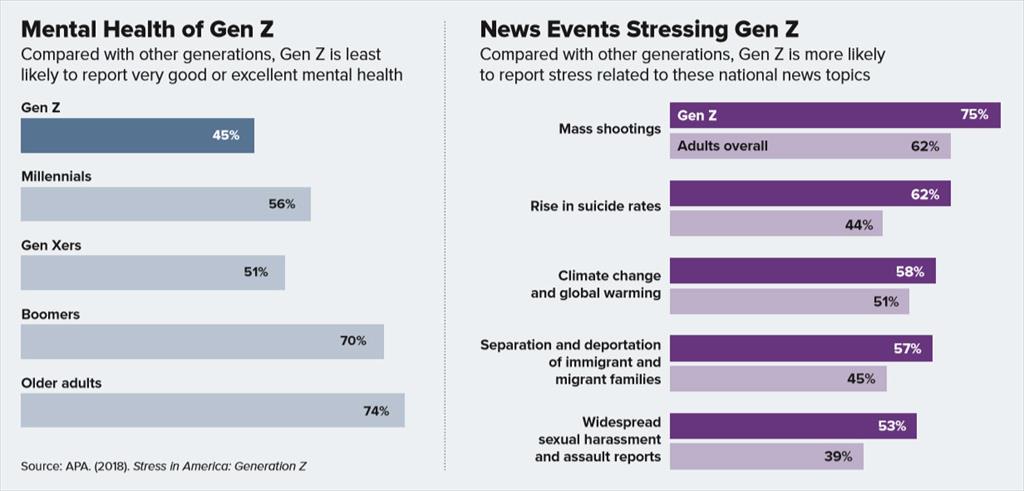 Mental Health of Gen Z
Compared with other generations, Gen Z is least
likely to report very good or excellent mental health
Gen Z
45%
Millennials
56%
Gen Xers
51%
Boomers
70%
Older adults
74%
Source: APA. (2018). Stress in America: Generation Z
News Events Stressing Gen Z
Compared with other generations, Gen Z is more likely
to report stress related to these national news topics
Mass shootings
Gen Z 75%
Adults overall 62%
Rise in suicide rates
62%
44%
Climate change
and global warming
58%
51%
Separation and deportation
of immigrant and
migrant families
57%
45%
Widespread
sexual harassment
and assault reports
53%
39%